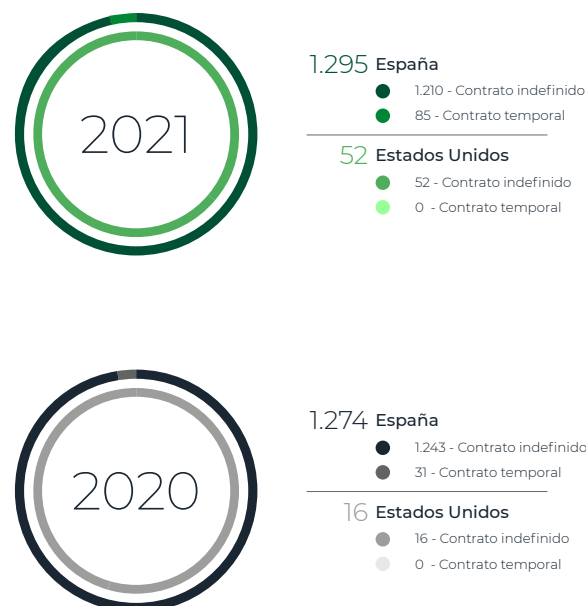 2021
1.295 España
1.210 - Contrato indefinido
85 - Contrato temporal
52 Estados Unidos
52 - Contrato indefinido
0 - Contrato temporal
2020
1.274 España
1.243 - Contrato indefinido
31 - Contrato temporal
16 Estados Unidos
16 - Contrato indefinido
0 - Contrato temporal